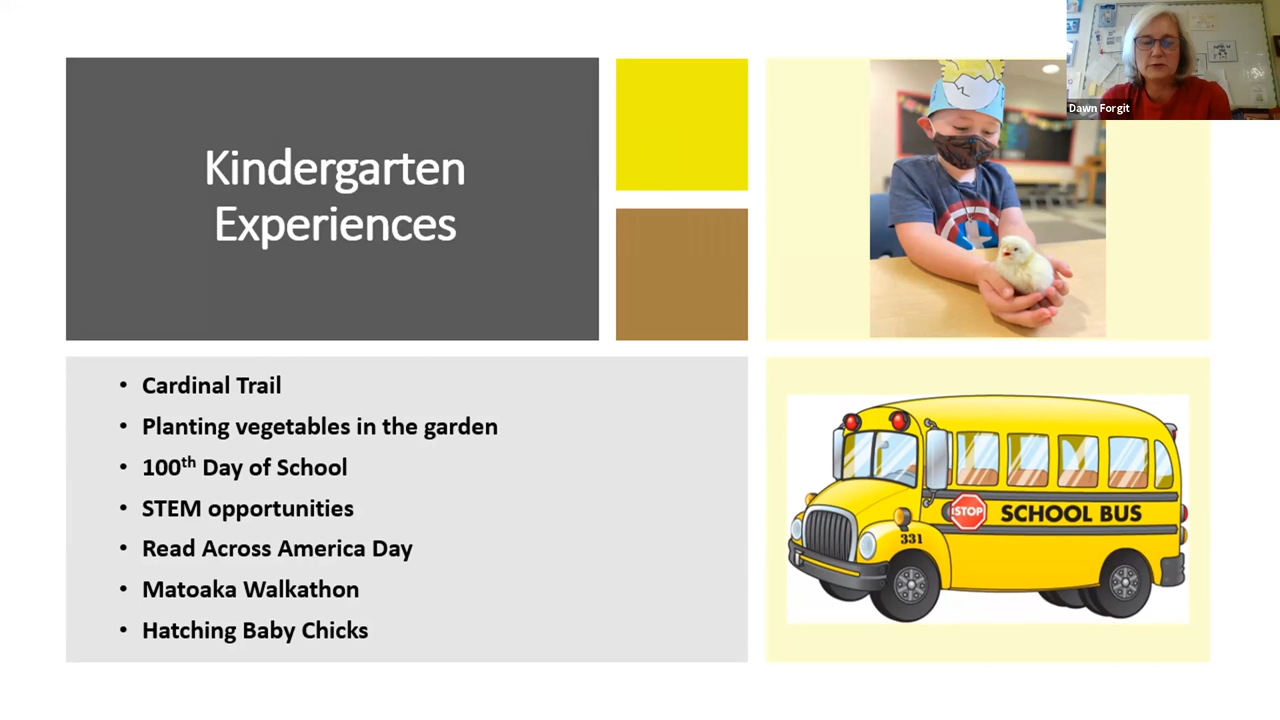 Kindergarten
Experiences
Dawn Forgit
• Cardinal Trail
• Planting vegetables in the garden
• 100th Day of School
• STEM opportunities
• Read Across America Day
• Matoaka Walkathon
• Hatching Baby Chicks
STOP
SCHOOL BUS
331